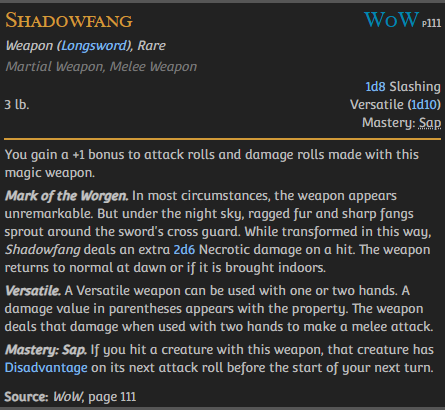 Shadowfang WoW p111
Weapon (Longsword), Rare
Martial Weapon, Melee Weapon
1d8 Slashing
3 lb. Versatile (1d10)
Mastery: Sap
You gain a +1 bonus to attack rolls and damage rolls made with this
magic weapon.
Mark of the Worgen. In most circumstances, the weapon appears
unremarkable. But under the night sky, ragged fur and sharp fangs
sprout around the sword's cross guard. While transformed in this way,
Shadowfang deals an extra 2d6 Necrotic damage on a hit. The weapon
returns to normal at dawn or if it is brought indoors.
Versatile. A Versatile weapon can be used with one or two hands. A
damage value in parentheses appears with the property. The weapon
deals that damage when used with two hands to make a melee attack.
Mastery: Sap. If you hit a creature with this weapon, that creature has
Disadvantage on its next attack roll before the start of your next turn.
Source: WoW, page 111